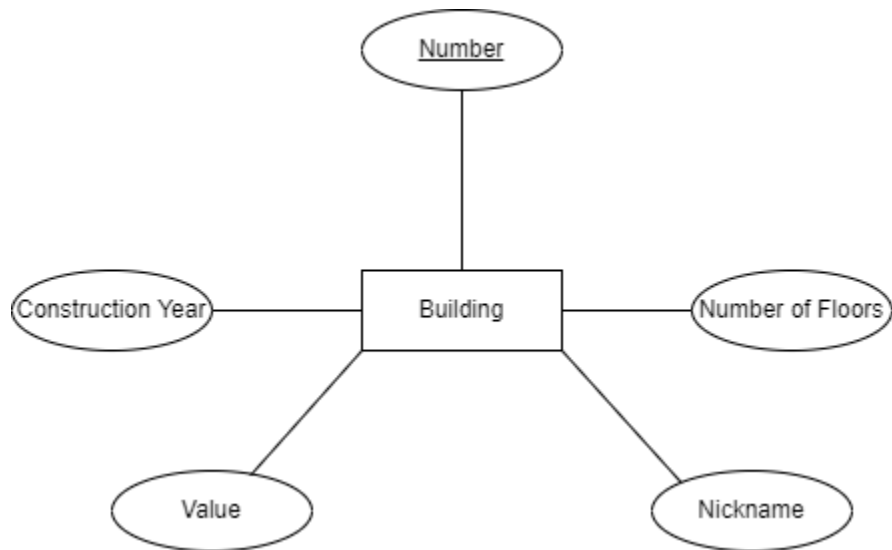 Number
Construction Year
Building
Number of Floors
Value
Nickname